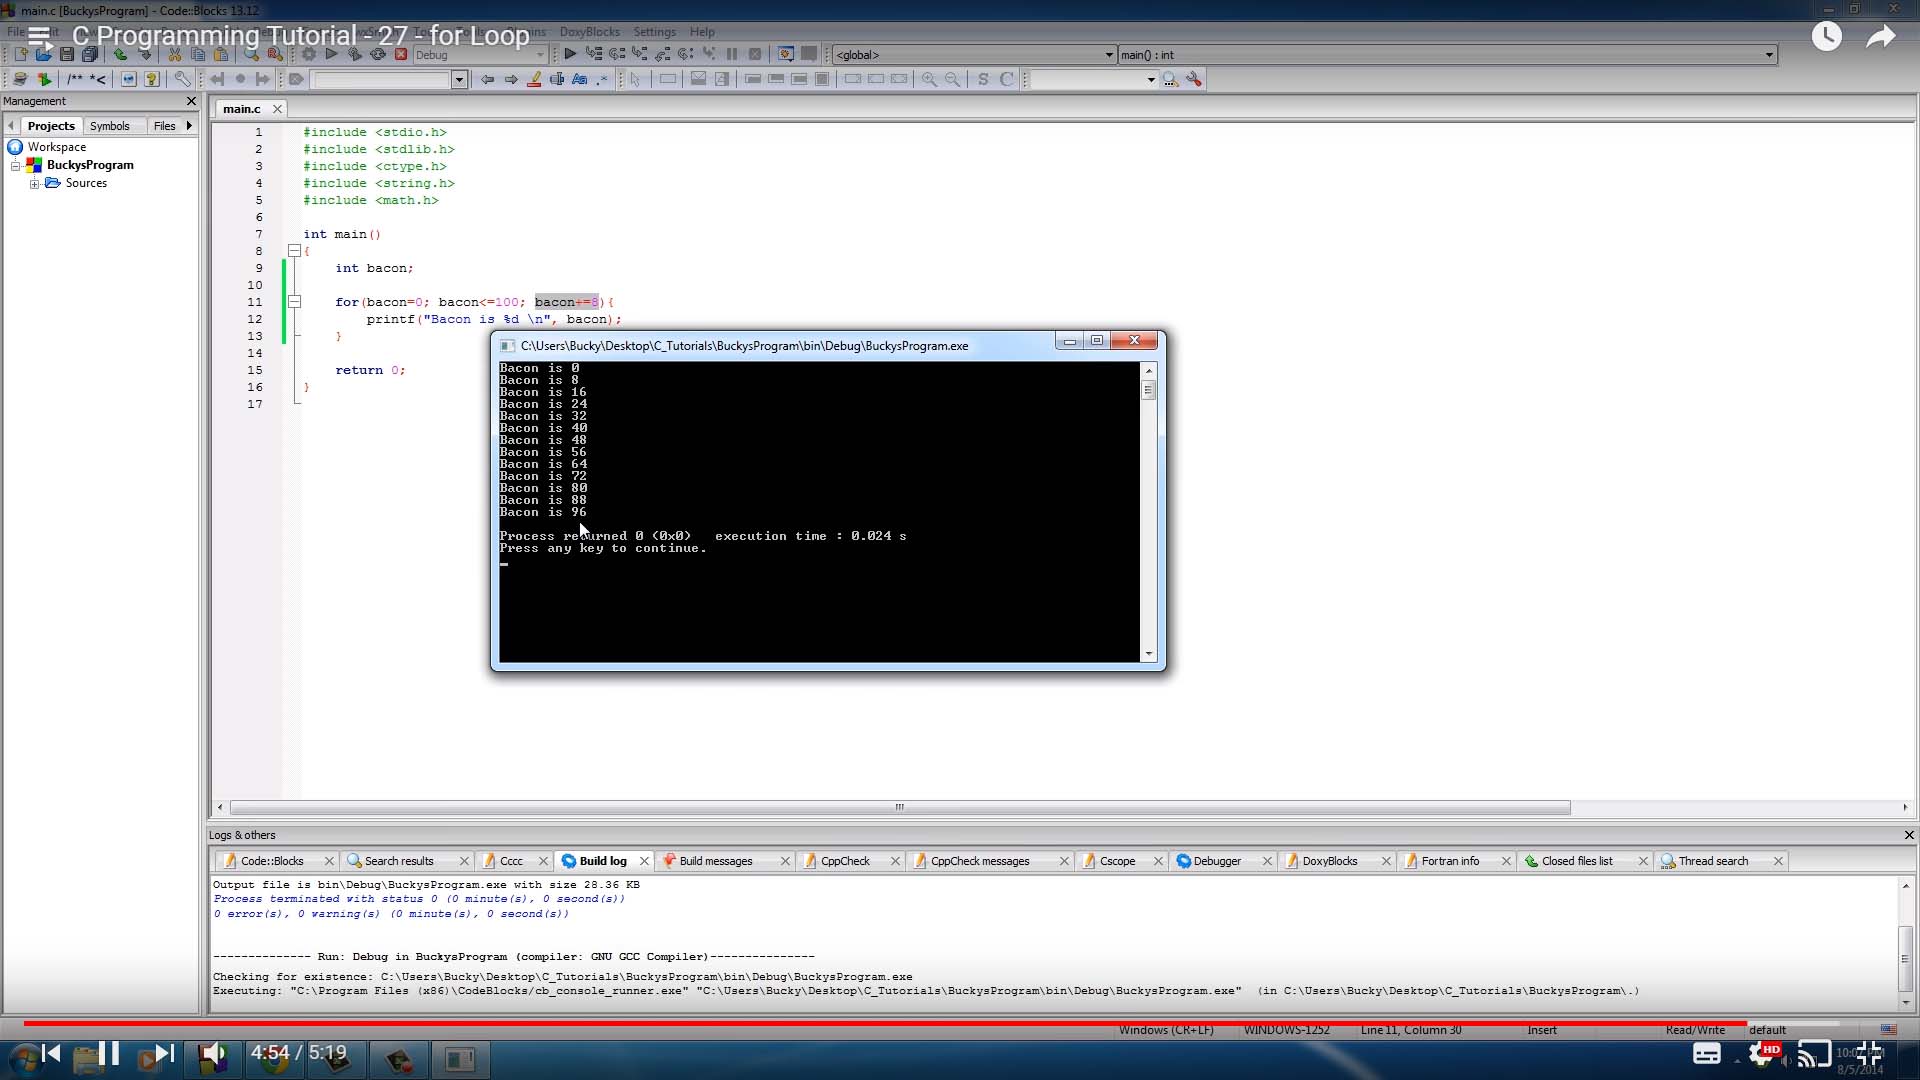 main.c [BuckysProgram] - Code::Blocks 13.12
C Programming Tutorial - 27 - for Loop
File
DoxyBlocks Settings Help
Debug
<global>
main() : int
/** *<
Management
main.c
Projects Symbols Files
Workspace
BuckysProgram
Sources
1 #include <stdio.h>
2 #include <stdlib.h>
3 #include <ctype.h>
4 #include <string.h>
5 #include <math.h>
6
7 int main()
8 {
9 int bacon;
10
11 for(bacon=0; bacon<=100; bacon+=8){
12 printf("Bacon is %d \n", bacon);
13 }
14
15 return 0;
16 }
17
C:\Users\Bucky\Desktop\C_Tutorials\BuckysProgram\bin\Debug\BuckysProgram.exe
Bacon is 0
Bacon is 8
Bacon is 16
Bacon is 24
Bacon is 32
Bacon is 40
Bacon is 48
Bacon is 56
Bacon is 64
Bacon is 72
Bacon is 80
Bacon is 88
Bacon is 96
Process returned 0 (0x0) execution time : 0.024 s
Press any key to continue.
Logs & others
Code::Blocks Search results Cccc Build log Build messages CppCheck CppCheck messages Cscope Debugger DoxyBlocks Fortran info Closed files list Thread search
Output file is bin\Debug\BuckysProgram.exe with size 28.36 KB
Process terminated with status 0 (0 minute(s), 0 second(s))
0 error(s), 0 warning(s) (0 minute(s), 0 second(s))
-------------- Run: Debug in BuckysProgram (compiler: GNU GCC Compiler)---------------
Checking for existence: C:\Users\Bucky\Desktop\C_Tutorials\BuckysProgram\bin\Debug\BuckysProgram.exe
Executing: "C:\Program Files (x86)\CodeBlocks/cb_console_runner.exe" "C:\Users\Bucky\Desktop\C_Tutorials\BuckysProgram\bin\Debug\BuckysProgram.exe" (in C:\Users\Bucky\Desktop\C_Tutorials\BuckysProgram\.)
Windows (CR+LF) WINDOWS-1252 Line 11, Column 30 Insert Read/Write default
4:54 / 5:19
HD
10:07 PM
8/5/2014